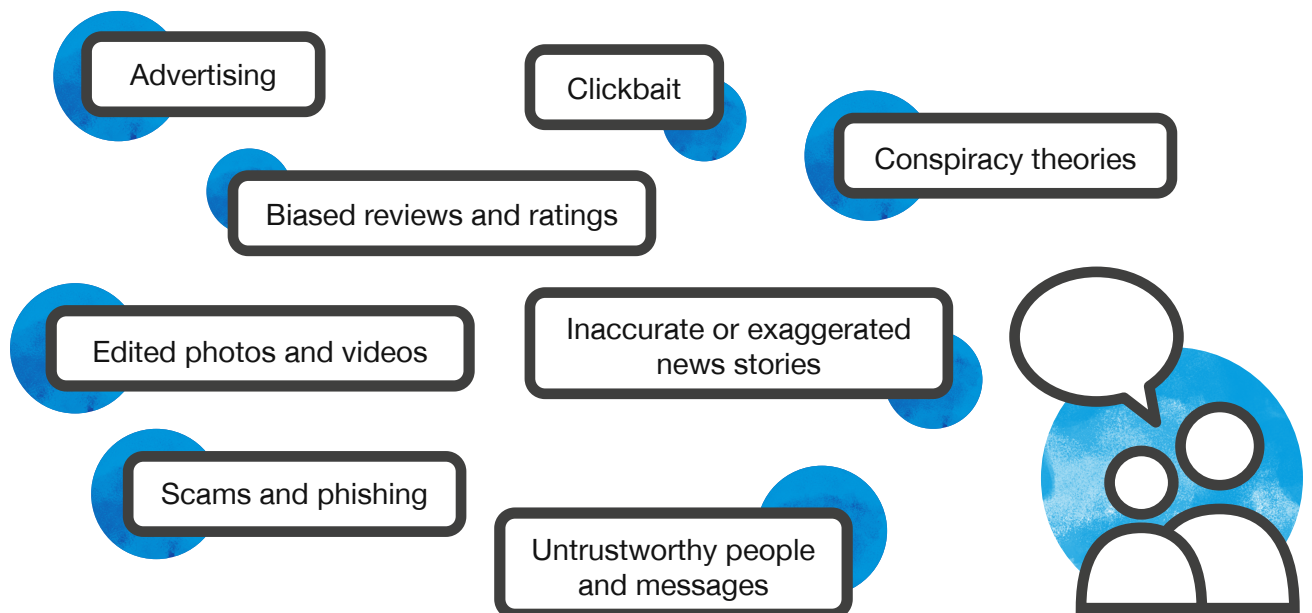 Advertising
Clickbait
Conspiracy theories
Biased reviews and ratings
Edited photos and videos
Inaccurate or exaggerated
news stories
Scams and phishing
Untrustworthy people
and messages